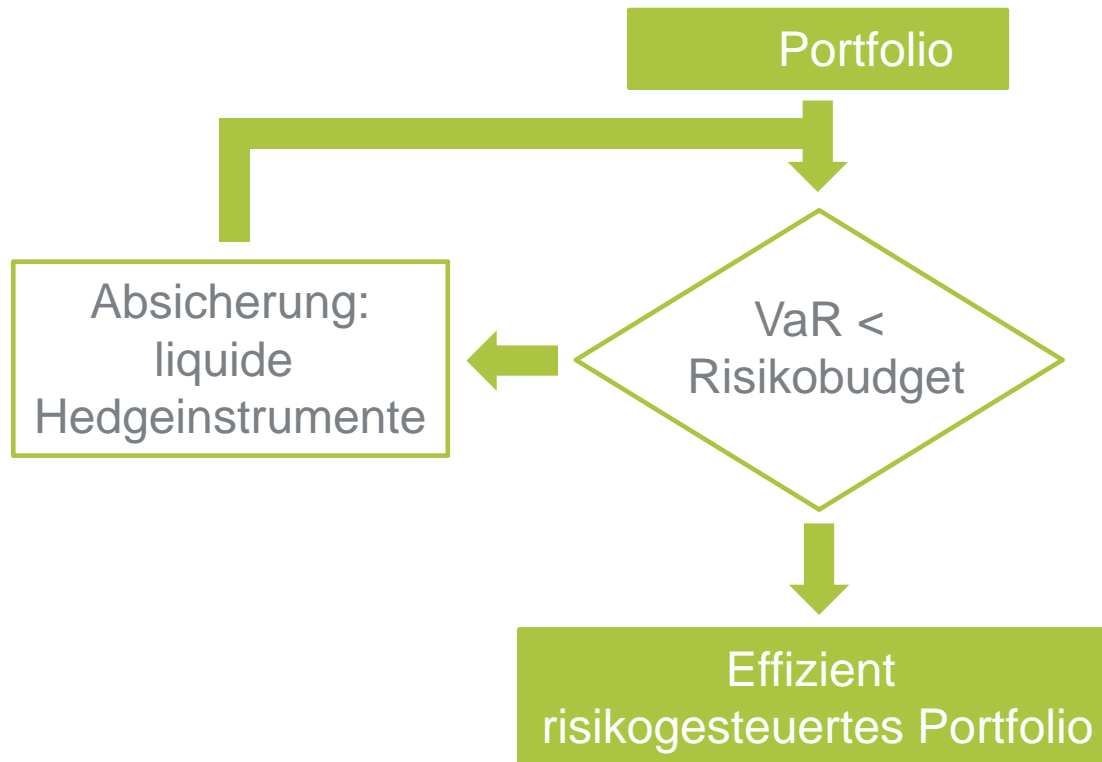 Portfolio
Absicherung:
liquide
Hedgeinstrumente
VaR <
Risikobudget
Effizient
risikogesteuertes Portfolio